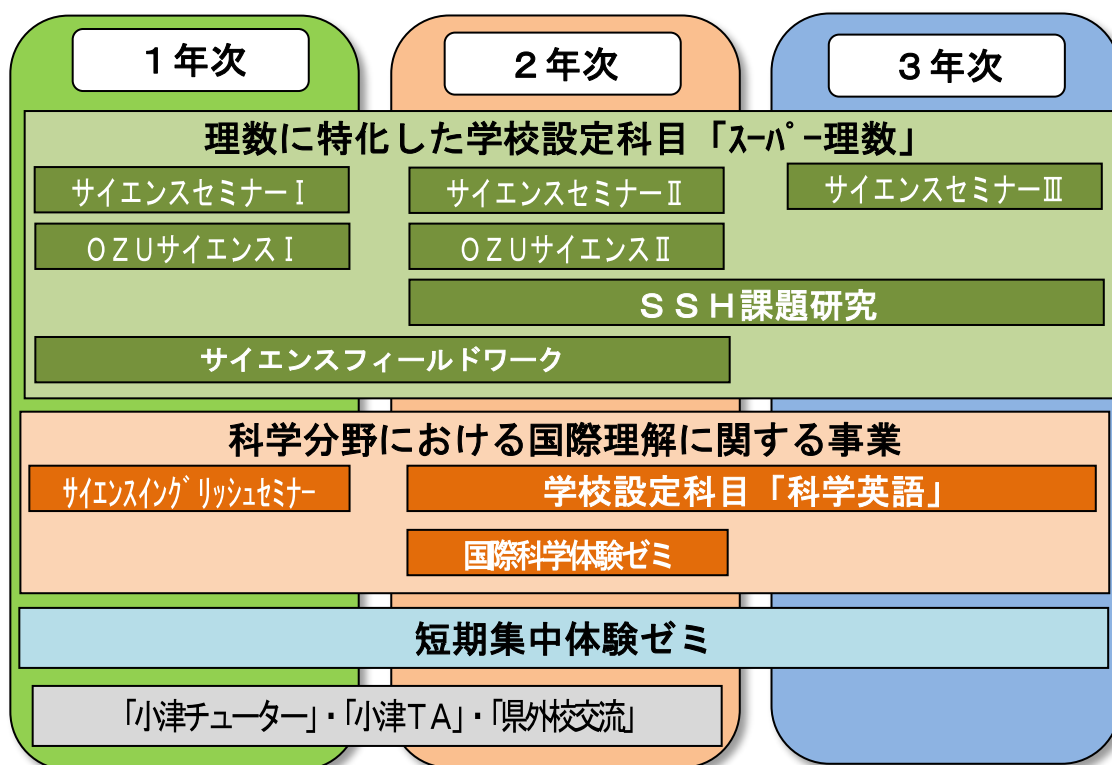 １年次
２年次
３年次
理数に特化した学校設定科目「ｽｰﾊﾟｰ理数」
サイエンスセミナーⅠ
サイエンスセミナーⅡ
サイエンスセミナーⅢ
ＯＺＵサイエンスⅠ
ＯＺＵサイエンスⅡ
ＳＳＨ課題研究
サイエンスフィールドワーク
科学分野における国際理解に関する事業
ｻｲｴﾝｽｲﾝｸﾞﾘｯｼｭｾﾐﾅｰ
学校設定科目「科学英語」
国際科学体験ゼミ
短期集中体験ゼミ
「小津チューター」・「小津ＴＡ」・「県外校交流」